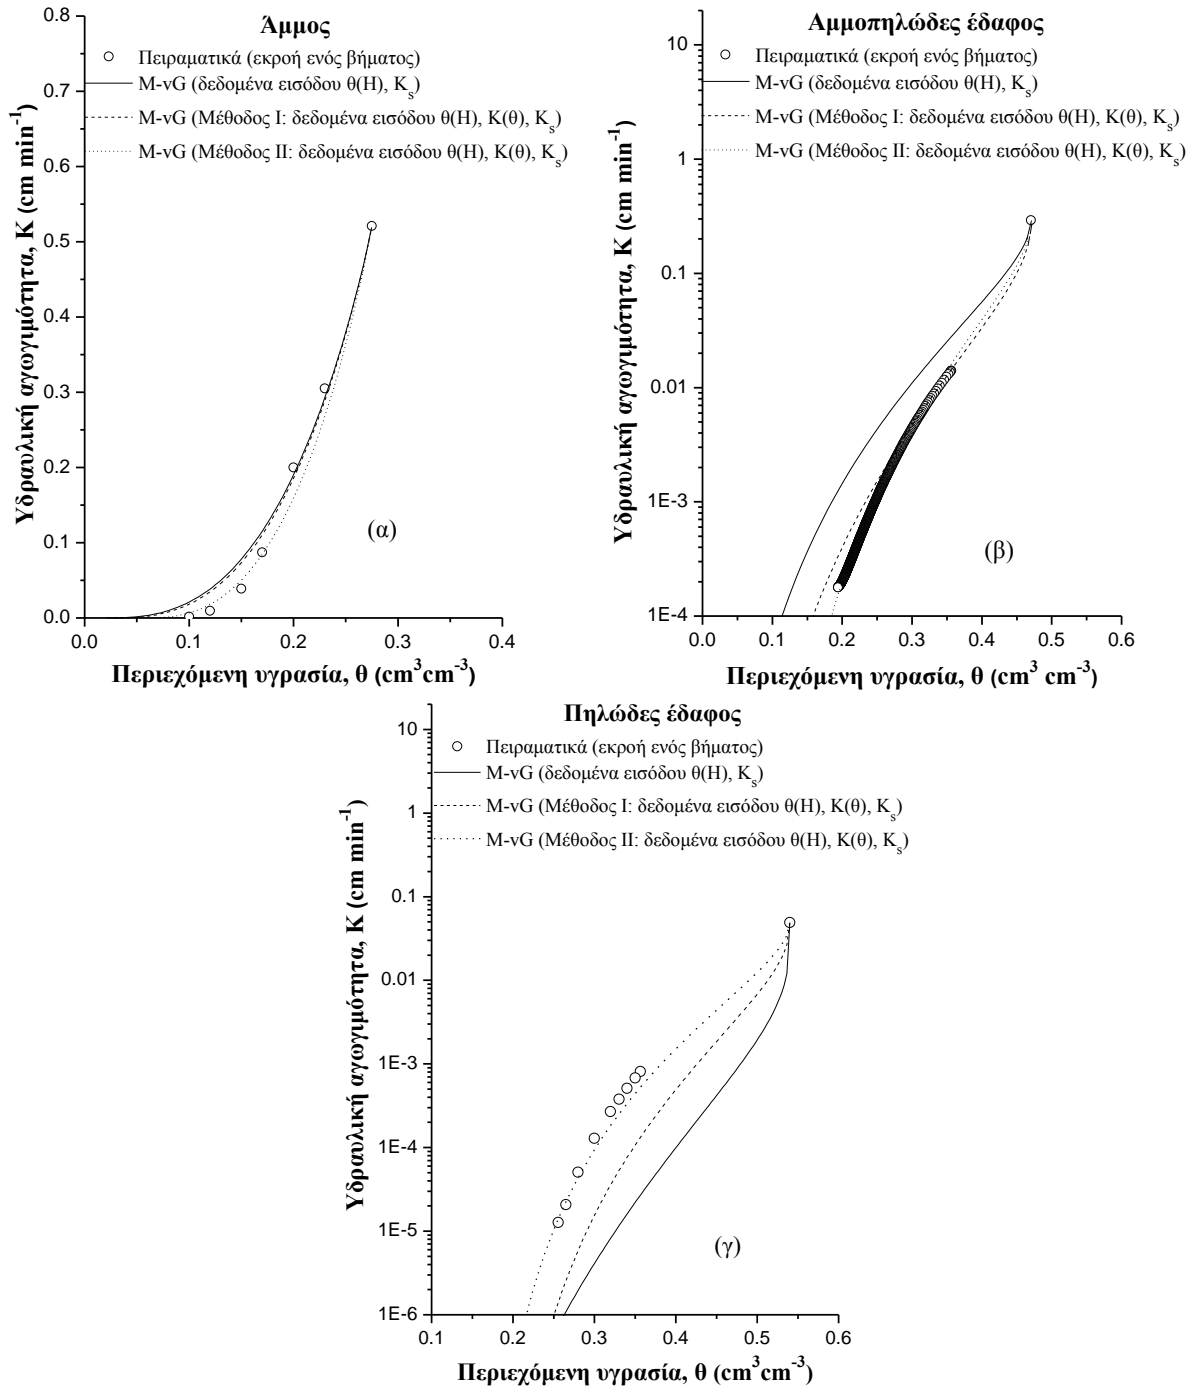 Άμμος
Πειραματικά (εκροή ενός βήματος)
M-vG (δεδομένα εισόδου θ(H), Ks)
M-vG (Μέθοδος I: δεδομένα εισόδου θ(H), K(θ), Ks)
M-vG (Μέθοδος II: δεδομένα εισόδου θ(H), K(θ), Ks)
0.8
0.7
0.6
0.5
0.4
0.3
0.2
0.1
0.0
Υδραυλική αγωγιμότητα, K (cm min-1)
(α)
0.0 0.1 0.2 0.3 0.4
Περιεχόμενη υγρασία, θ (cm3cm-3)
Αμμοπηλώδες έδαφος
Πειραματικά (εκροή ενός βήματος)
M-vG (δεδομένα εισόδου θ(H), Ks)
M-vG (Μέθοδος I: δεδομένα εισόδου θ(H), K(θ), Ks)
M-vG (Μέθοδος II: δεδομένα εισόδου θ(H), K(θ), Ks)
10
1
0.1
0.01
1E-3
1E-4
Υδραυλική αγωγιμότητα, K (cm min-1)
(β)
0.0 0.1 0.2 0.3 0.4 0.5 0.6
Περιεχόμενη υγρασία, θ (cm3 cm-3)
Πηλώδες έδαφος
Πειραματικά (εκροή ενός βήματος)
M-vG (δεδομένα εισόδου θ(H), Ks)
M-vG (Μέθοδος I: δεδομένα εισόδου θ(H), K(θ), Ks)
M-vG (Μέθοδος II: δεδομένα εισόδου θ(H), K(θ), Ks)
10
1
0.1
0.01
1E-3
1E-4
1E-5
1E-6
Υδραυλική αγωγιμότητα, K (cm min-1)
(γ)
0.1 0.2 0.3 0.4 0.5 0.6
Περιεχόμενη υγρασία, θ (cm3cm-3)